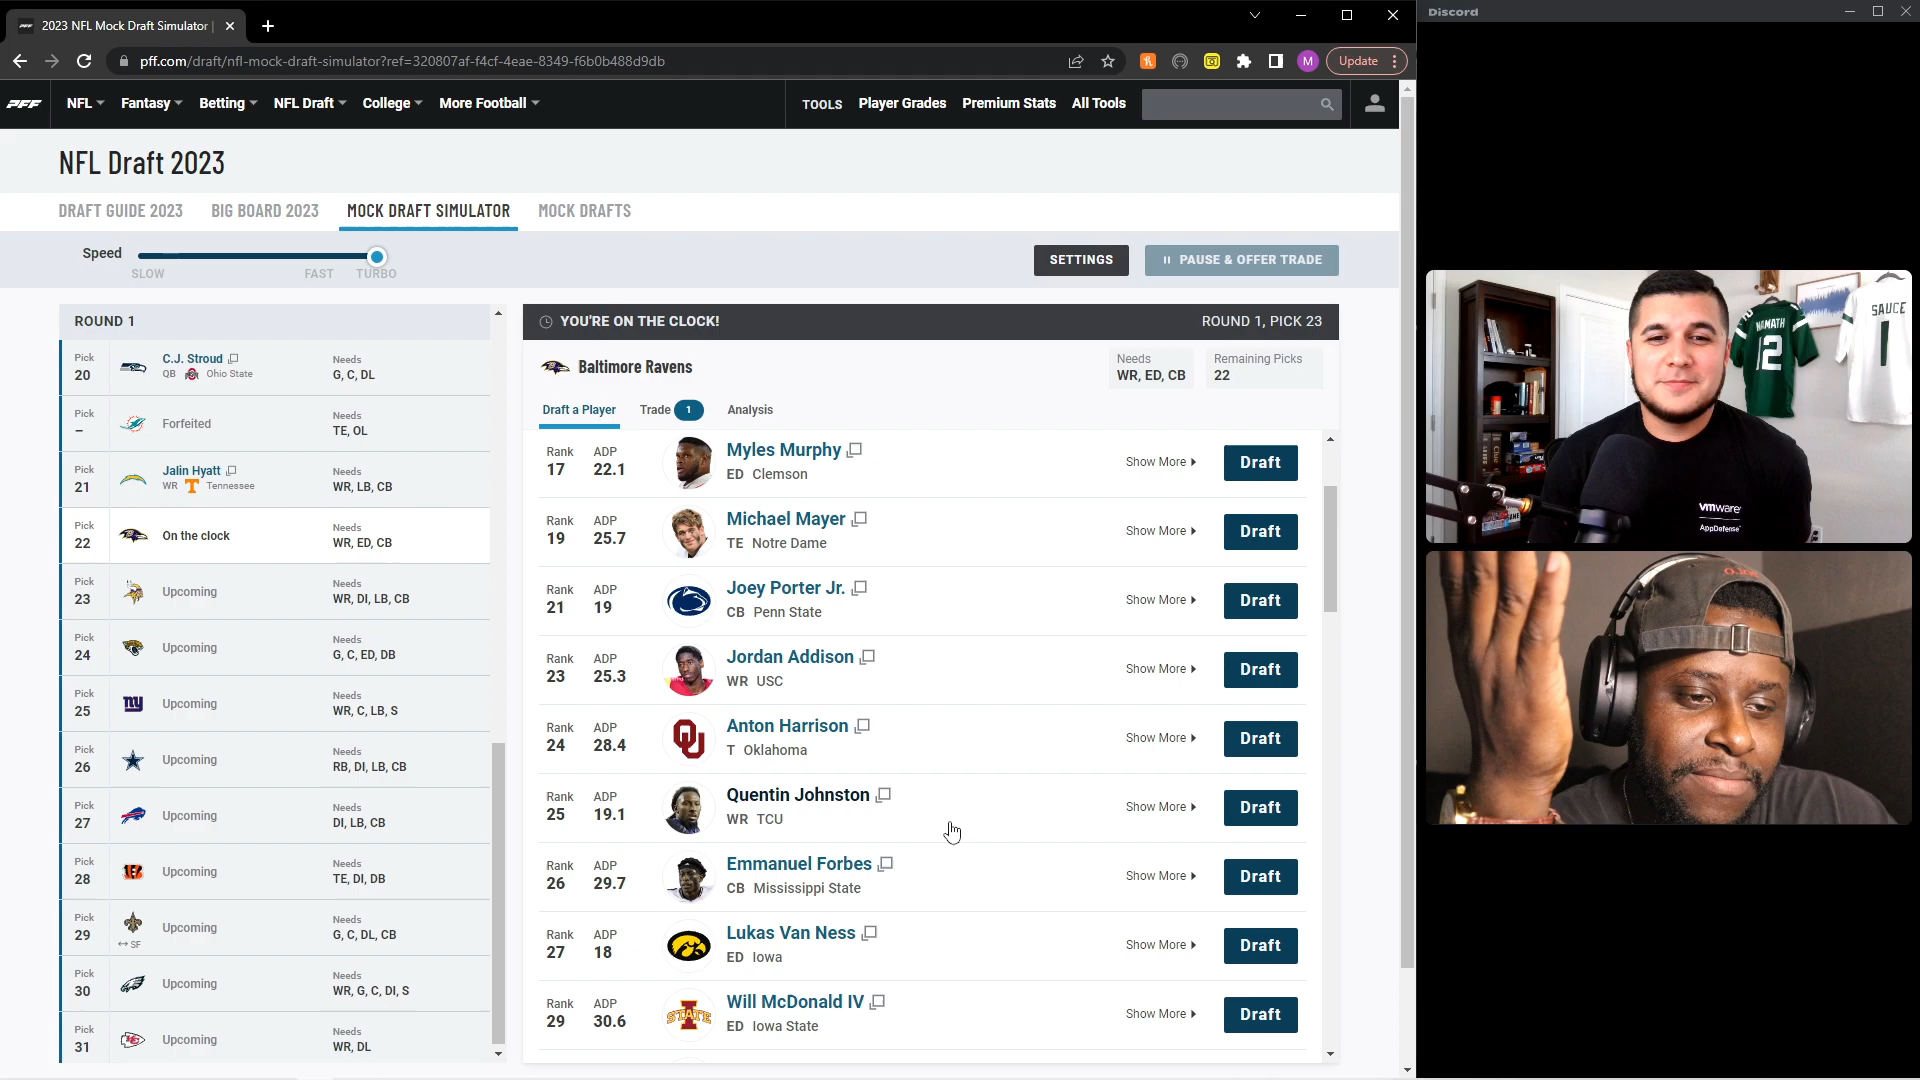 2023 NFL Mock Draft Simulator |
pff.com/draft/nfl-mock-draft-simulator?ref=320807af-f4cf-4eae-8349-f6b0b488d9db
M
Update
PFF NFL Fantasy Betting NFL Draft College More Football
TOOLS Player Grades Premium Stats All Tools
NFL Draft 2023
DRAFT GUIDE 2023 BIG BOARD 2023 MOCK DRAFT SIMULATOR MOCK DRAFTS
Speed
SLOW FAST TURBO
SETTINGS PAUSE & OFFER TRADE
ROUND 1
Pick 20 C.J. Stroud Needs
QB Ohio State G, C, DL
Pick – Forfeited Needs
TE, OL
Pick 21 Jalin Hyatt Needs
WR T Tennessee WR, LB, CB
Pick 22 On the clock Needs
WR, ED, CB
Pick 23 Upcoming Needs
WR, DI, LB, CB
Pick 24 Upcoming Needs
G, C, ED, DB
Pick 25 ny Upcoming Needs
WR, C, LB, S
Pick 26 Upcoming Needs
RB, DI, LB, CB
Pick 27 Upcoming Needs
DI, LB, CB
Pick 28 Upcoming Needs
TE, DI, DB
Pick 29 Upcoming Needs
↔ SF G, C, DL, CB
Pick 30 Upcoming Needs
WR, G, C, DI, S
Pick 31 Upcoming Needs
WR, DL
YOU'RE ON THE CLOCK! ROUND 1, PICK 23
Baltimore Ravens
Needs
WR, ED, CB
Remaining Picks
22
Draft a Player Trade 1 Analysis
Rank 17 ADP 22.1 Myles Murphy Show More Draft
ED Clemson
Rank 19 ADP 25.7 Michael Mayer Show More Draft
TE Notre Dame
Rank 21 ADP 19 Joey Porter Jr. Show More Draft
CB Penn State
Rank 23 ADP 25.3 Jordan Addison Show More Draft
WR USC
Rank 24 ADP 28.4 Anton Harrison Show More Draft
T Oklahoma
Rank 25 ADP 19.1 Quentin Johnston Show More Draft
WR TCU
Rank 26 ADP 29.7 Emmanuel Forbes Show More Draft
CB Mississippi State
Rank 27 ADP 18 Lukas Van Ness Show More Draft
ED Iowa
Rank 29 ADP 30.6 STATE Will McDonald IV Show More Draft
ED Iowa State
Discord
NAMATH
12
SAUCE
1
vmware
AppDefense